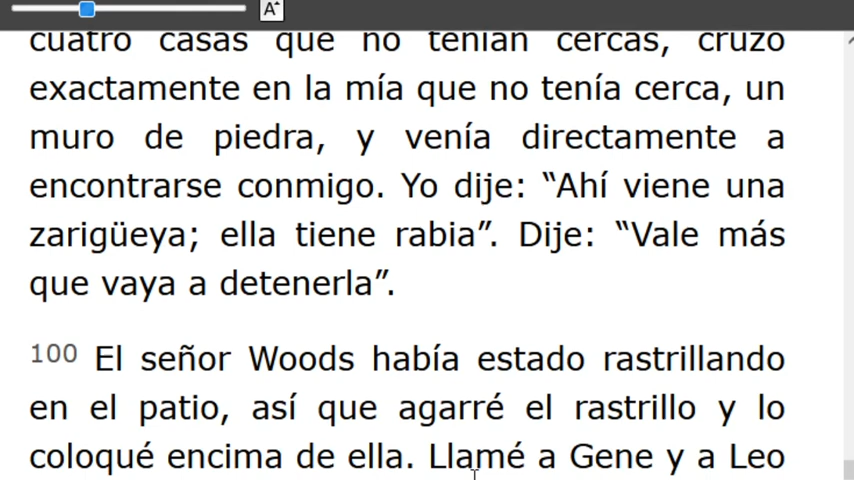 A
cuatro casas que no tenían cercas, cruzó
exactamente en la mía que no tenía cerca, un
muro de piedra, y venía directamente a
encontrarse conmigo. Yo dije: “Ahí viene una
zarigüeya; ella tiene rabia”. Dije: “Vale más
que vaya a detenerla”.
100 El señor Woods había estado rastrillando
en el patio, así que agarré el rastrillo y lo
coloqué encima de ella. Llamé a Gene y a Leo